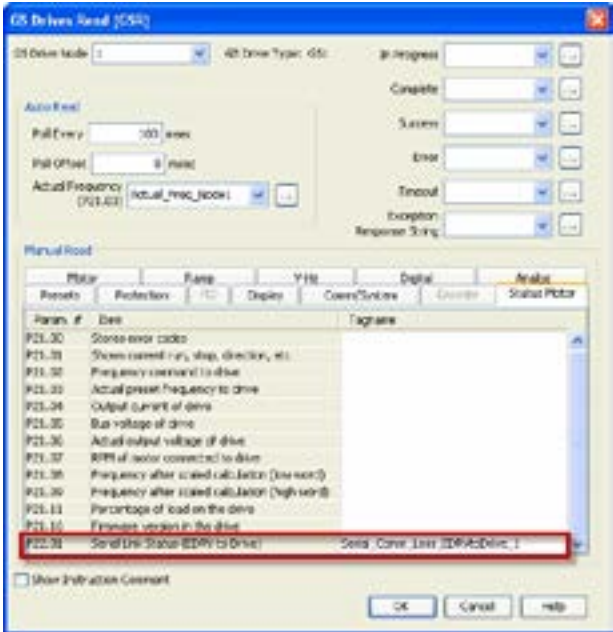 GS Drives Read (GSR)
GS Drive Node 1
GS Drive Type: GS1
In Progress
Complete
Success
Error
Timeout
Exception
Response String
Auto Read
Poll Every 100 msec
Poll Offset 0 msec
Actual Frequency
(P21.03) Actual_Freq_Node1
Manual Read
Motor Ramp V/Hz Digital Analog
Presets Protection PID Display Comm/System Encoder Status Motor
Param. # Item Tagname
P21.00 Stores error codes
P21.01 Shows current run, stop, direction, etc.
P21.02 Frequency command to drive
P21.03 Actual preset frequency to drive
P21.04 Output current of drive
P21.05 Bus voltage of drive
P21.06 Actual output voltage of drive
P21.07 RPM of motor connected to drive
P21.08 Frequency after scaled calculation (low word)
P21.09 Frequency after scaled calculation (high word)
P21.11 Percentage of load on the drive
P21.10 Firmware version in the drive
P22.01 Serial Link Status (EDRV to Drive) Serial_Comm_Loss_EDRVtoDrive_1
Show Instruction Comment
OK Cancel Help